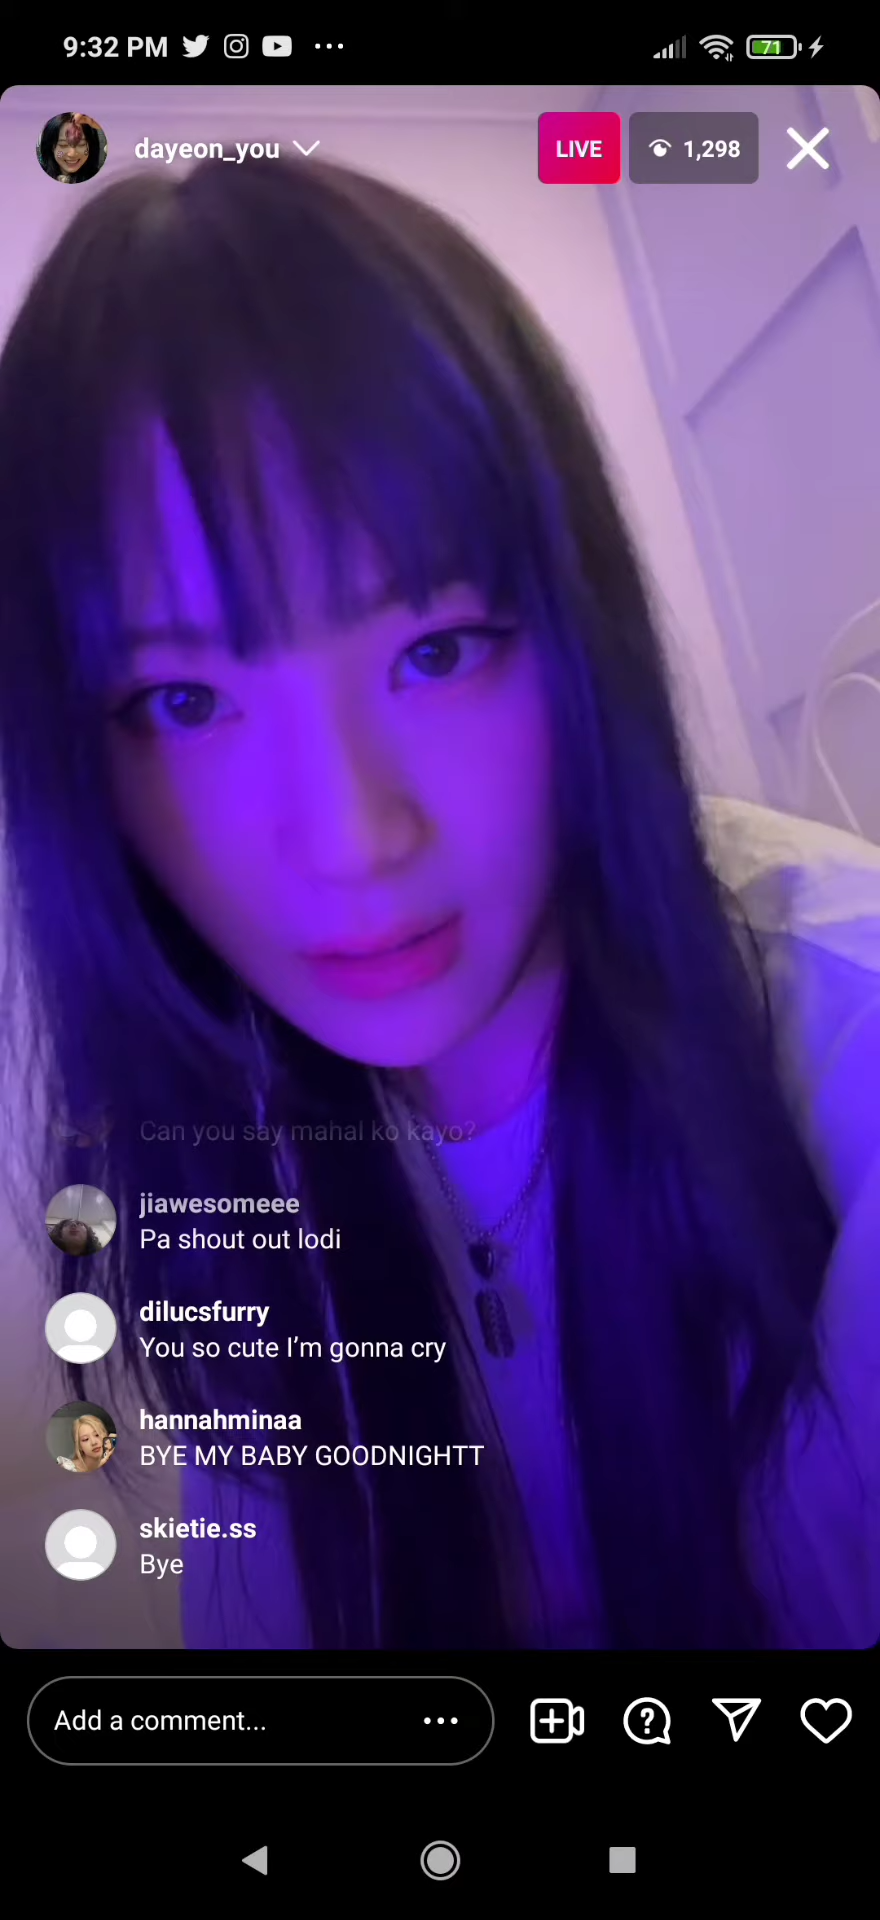 9:32 PM
71
dayeon_you
LIVE
1,298
Can you say mahal ko kayo?
jiawesomeee
Pa shout out lodi
dilucsfurry
You so cute I’m gonna cry
hannahminaa
BYE MY BABY GOODNIGHTT
skietie.ss
Bye
Add a comment...